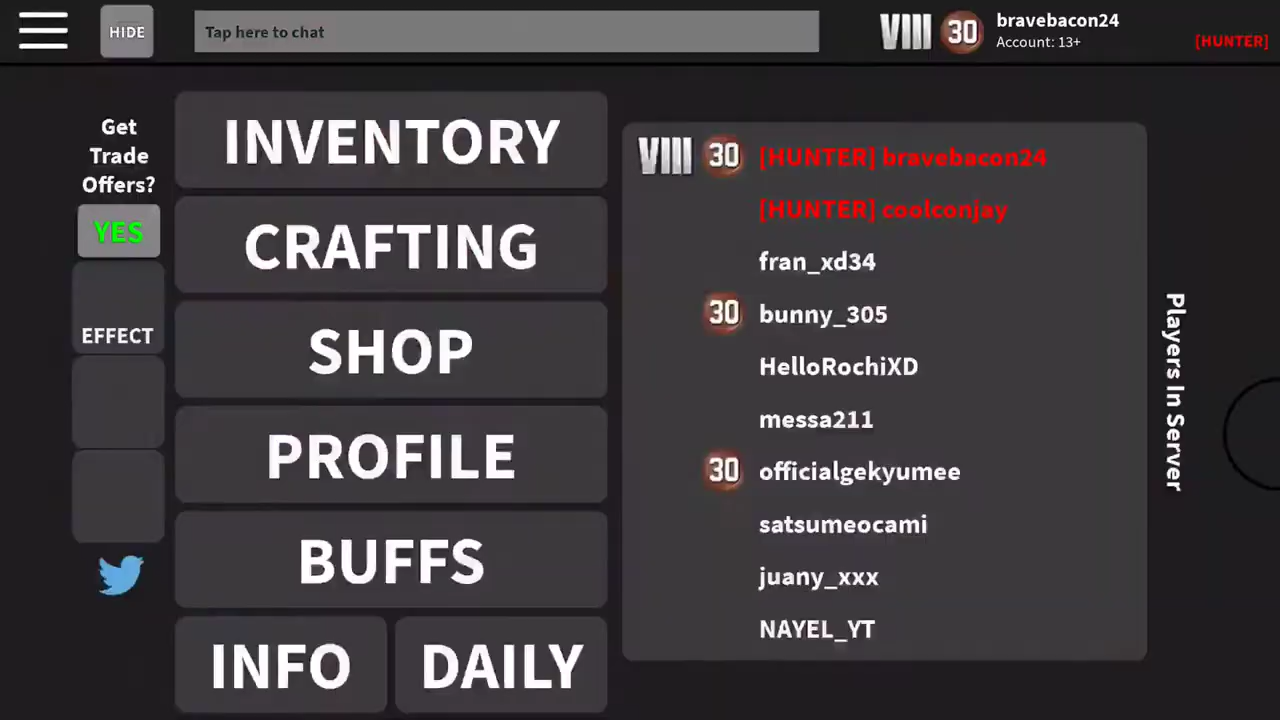 HIDE
Tap here to chat
VIII 30
bravebacon24
Account: 13+
[HUNTER]
Get
Trade
Offers?
YES
EFFECT
INVENTORY
CRAFTING
SHOP
PROFILE
BUFFS
INFO
DAILY
VIII 30 [HUNTER] bravebacon24
[HUNTER] coolconjay
fran_xd34
30 bunny_305
HelloRochiXD
messa211
30 officialgekyumee
satsumeocami
juany_xxx
NAYEL_YT
Players In Server